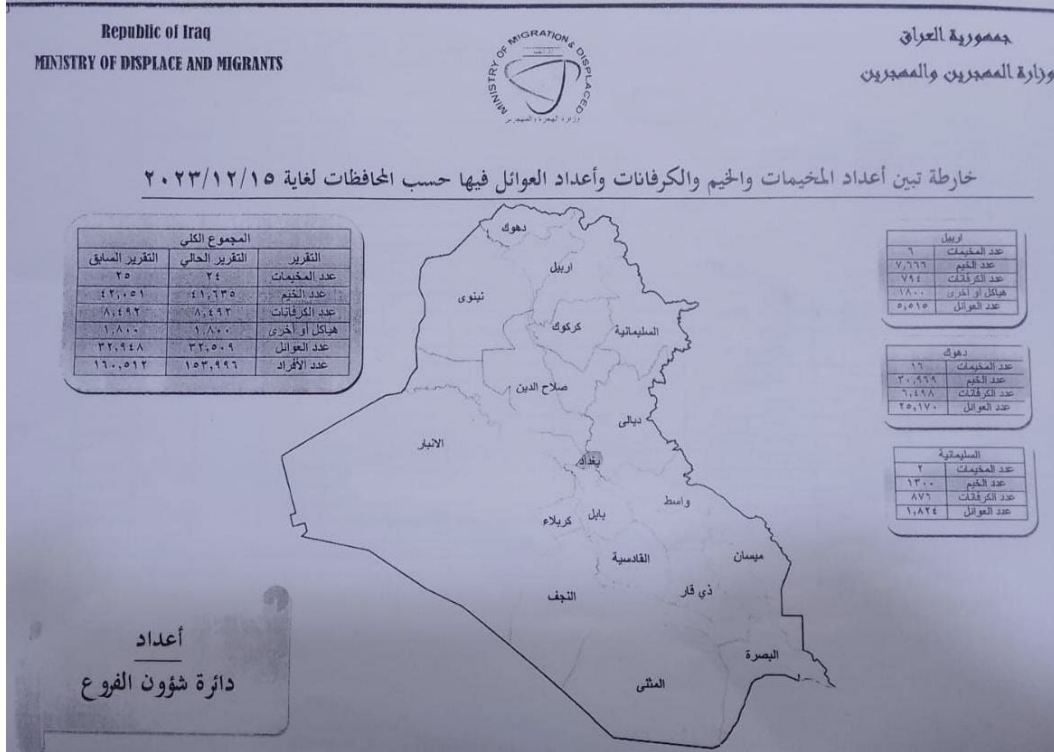 Republic of Iraq
MINISTRY OF DISPLACE AND MIGRANTS
MINISTRY OF MIGRATION & DISPLACED
وزارة الهجرة والمهجرين
جمهورية العراق
وزارة المهجرين والمهجرين
خارطة تبين أعداد المخيمات والخيم والكرفانات وأعداد العوائل فيها حسب المحافظات لغاية ٢٠٢٣/١٢/١٥
المجموع الكلي
التقرير التقرير الحالي التقرير السابق
عدد المخيمات ٢٤ ٢٥
عدد الخيم ٤١,٦٣٥ ٤٢,٠٥١
عدد الكرفانات ٨,٤٩٢ ٨,٤٩٢
هياكل أو أخرى ١,٨٠٠ ١,٨٠٠
عدد العوائل ٣٢,٥٠٩ ٣٢,٩٤٨
عدد الأفراد ١٥٣,٩٩٦ ١٦٠,٥١٢
اربيل
عدد المخيمات ٦
عدد الخيم ٧,٦٦٦
عدد الكرفانات ٧٩٤
هياكل أو أخرى ١٨٠٠
عدد العوائل ٥,٥١٥
دهوك
عدد المخيمات ١٦
عدد الخيم ٣٠,٩٦٩
عدد الكرفانات ٦,٤٩٨
عدد العوائل ٢٥,١٧٠
السليمانية
عدد المخيمات ٢
عدد الخيم ١٣٠٠
عدد الكرفانات ٨٧٦
عدد العوائل ١,٨٢٤
دهوك
اربيل
نينوى
كركوك
السليمانية
صلاح الدين
ديالى
الانبار
بغداد
واسط
بابل
كربلاء
القادسية
ميسان
ذي قار
النجف
البصرة
المثنى
أعداد
دائرة شؤون الفروع